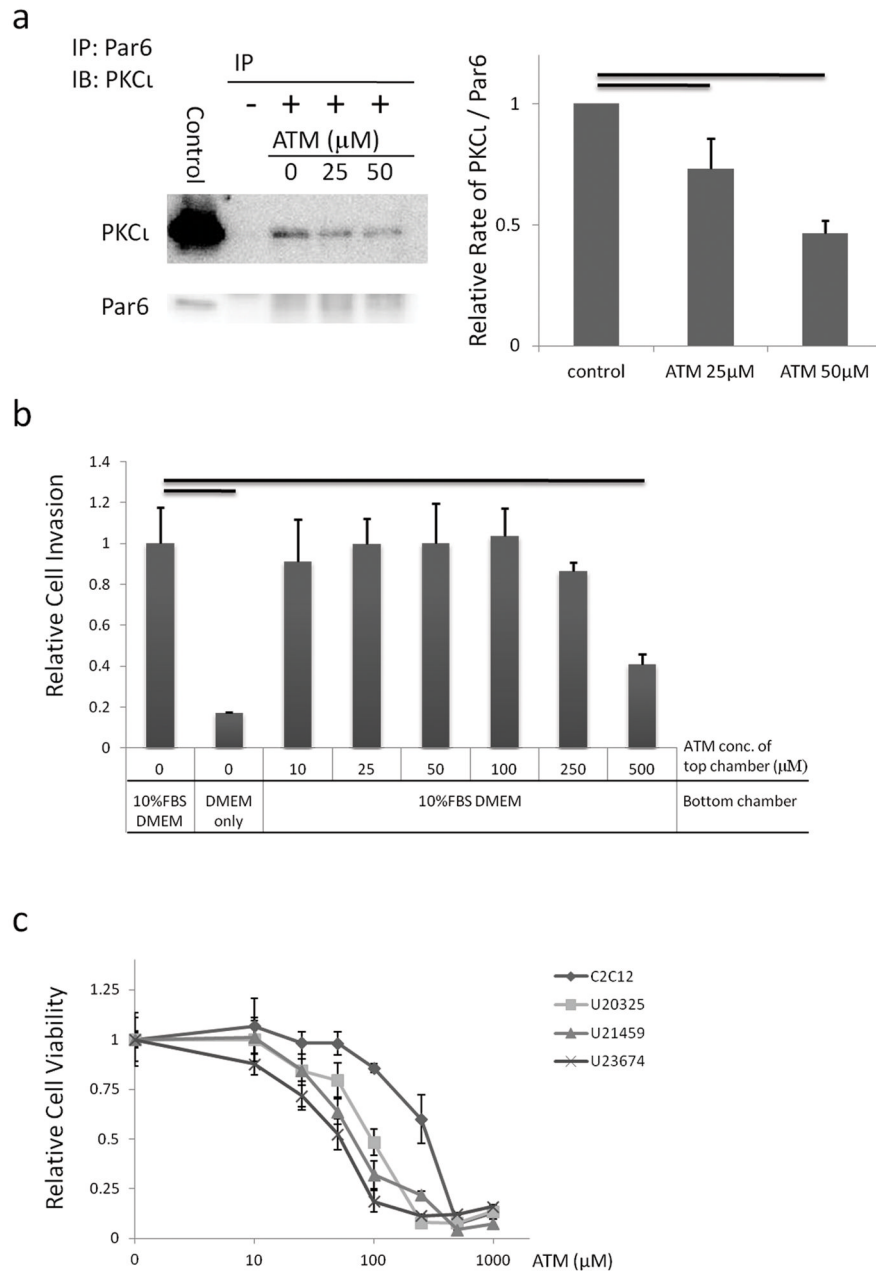 a
IP: Par6
IB: PKCι
IP
Control
- + + +
ATM (μM)
0 25 50
PKCι
Par6
Relative Rate of PKCι / Par6
1
0.5
0
control ATM 25μM ATM 50μM
b
Relative Cell Invasion
1.4
1.2
1
0.8
0.6
0.4
0.2
0
0 0 10 25 50 100 250 500
ATM conc. of
top chamber (μM)
10%FBS
DMEM
DMEM
only
10%FBS DMEM
Bottom chamber
c
Relative Cell Viability
1.25
1
0.75
0.5
0.25
0
0 10 100 1000
ATM (μM)
C2C12
U20325
U21459
U23674